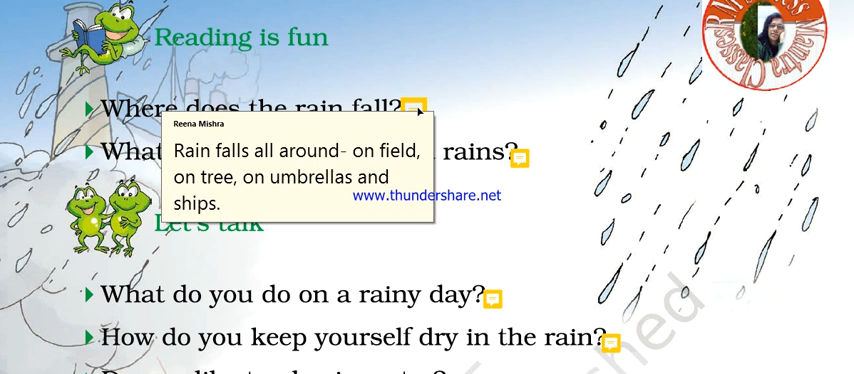 Reading is fun
Where does the rain fall?
Reena Mishra
Rain falls all around- on field,
on tree, on umbrellas and
ships.
What rains?
www.thundershare.net
Let's talk
What do you do on a rainy day?
How do you keep yourself dry in the rain?